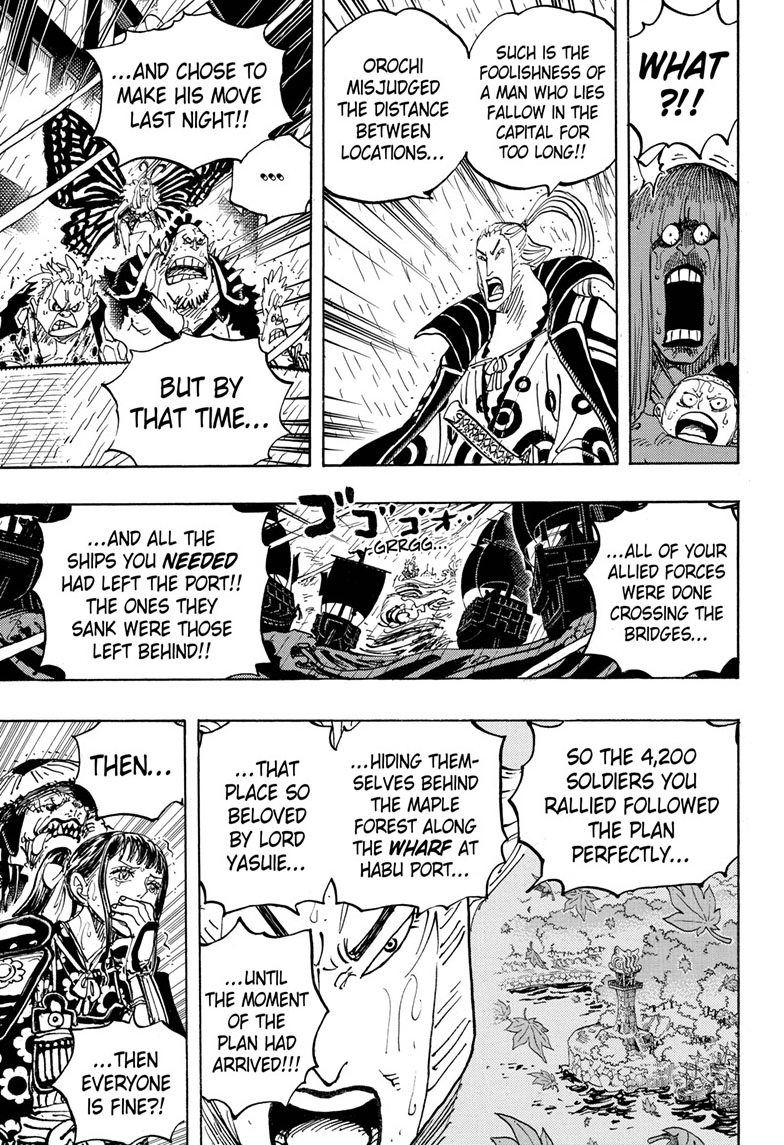 WHAT
?!!
SUCH IS THE
FOOLISHNESS OF
A MAN WHO LIES
FALLOW IN THE
CAPITAL FOR
TOO LONG!!
OROCHI
MISJUDGED
THE DISTANCE
BETWEEN
LOCATIONS...
...AND CHOSE TO
MAKE HIS MOVE
LAST NIGHT!!
...
BUT BY
THAT TIME...
...ALL OF YOUR
ALLIED FORCES
WERE DONE
CROSSING THE
BRIDGES...
ゴゴゴォ...
GRRGG...
...AND ALL THE
SHIPS YOU NEEDED
HAD LEFT THE PORT!!
THE ONES THEY
SANK WERE THOSE
LEFT BEHIND!!
SO THE 4,200
SOLDIERS YOU
RALLIED FOLLOWED
THE PLAN
PERFECTLY...
...HIDING THEM-
SELVES BEHIND
THE MAPLE
FOREST ALONG
THE WHARF AT
HABU PORT...
...THAT
PLACE SO
BELOVED
BY LORD
YASUIE...
...UNTIL
THE MOMENT
OF THE
PLAN HAD
ARRIVED!!!
THEN...
...THEN
EVERYONE
IS FINE?!